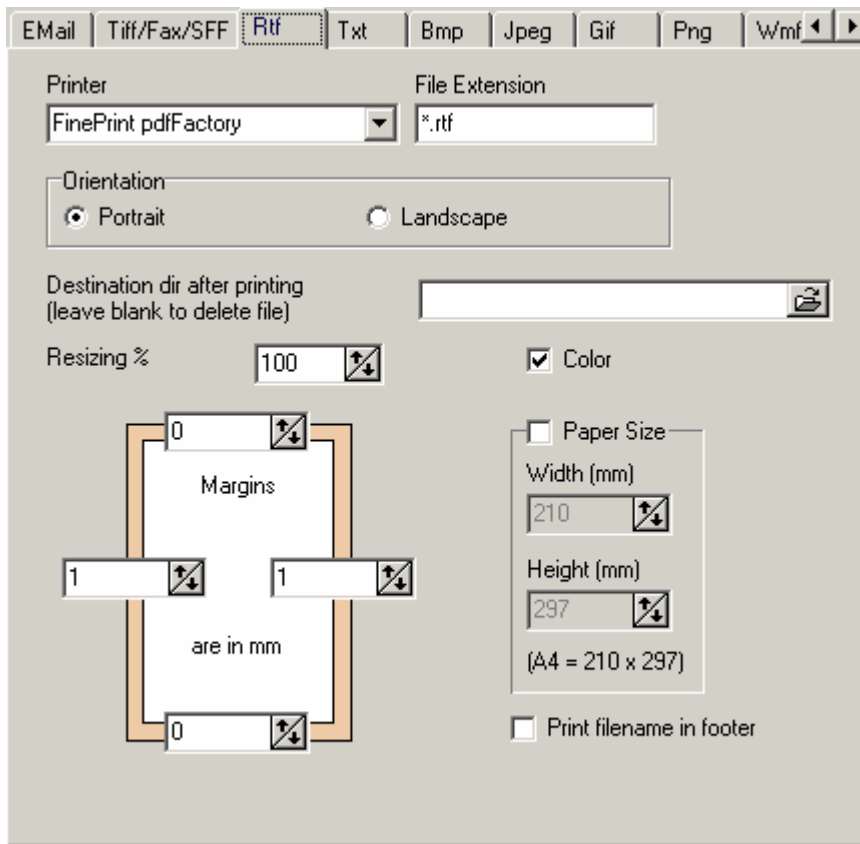 EMail Tiff/Fax/SFF Rtf Txt Bmp Jpeg Gif Png Wmf
Printer File Extension
FinePrint pdfFactory *.rtf
Orientation
Portrait Landscape
Destination dir after printing
(leave blank to delete file)
Resizing % 100 Color
0 Paper Size
Margins Width (mm)
210
1 1 Height (mm)
297
are in mm (A4 = 210 x 297)
0 Print filename in footer